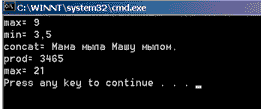 C:\WINNT\system32\cmd.exe
max= 9
min= 3,5
concat= Мама мыла Машу мылом.
prod= 3465
max= 21
Press any key to continue . . .